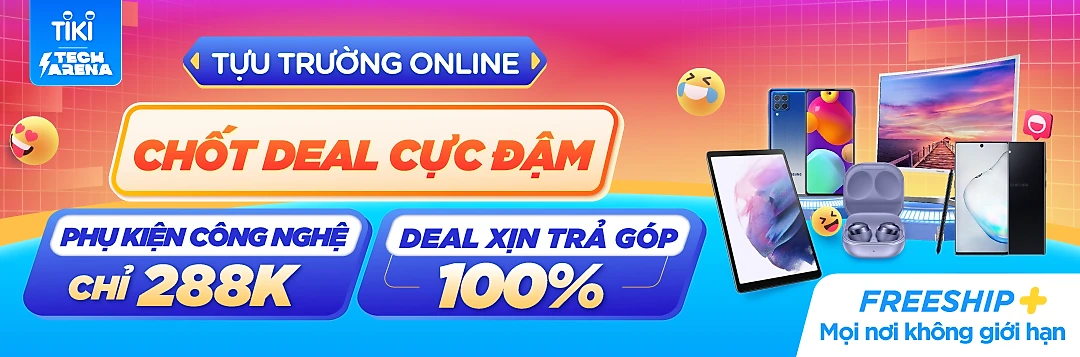 TIKI
TECH
ARENA
TỰU TRƯỜNG ONLINE
CHỐT DEAL CỰC ĐẬM
PHỤ KIỆN CÔNG NGHỆ
CHỈ 288K
DEAL XỊN TRẢ GÓP
100%
FREESHIP+
Mọi nơi không giới hạn